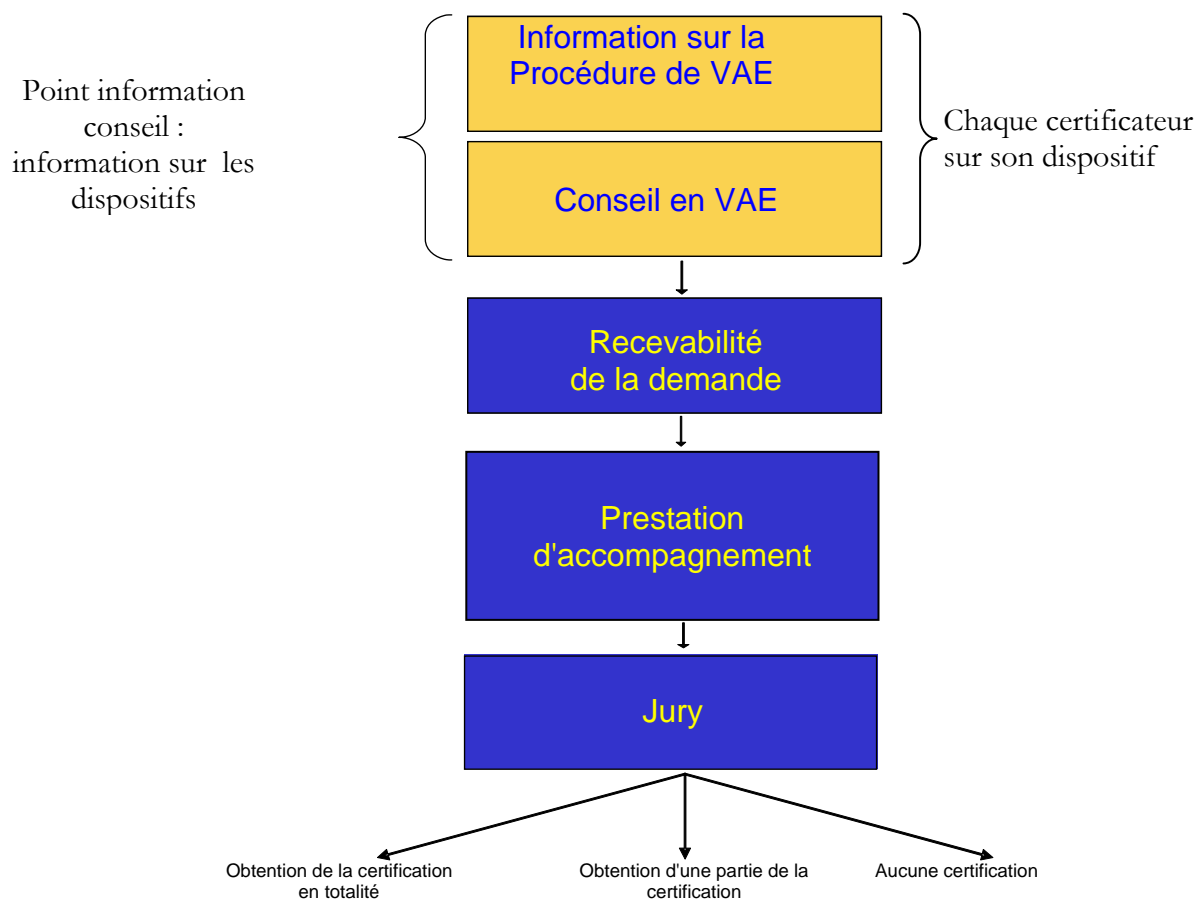 Information sur la
Procédure de VAE
Point information
conseil :
information sur les
dispositifs
Chaque certificateur
sur son dispositif
Conseil en VAE
Recevabilité
de la demande
Prestation
d'accompagnement
Jury
Obtention de la certification
en totalité
Obtention d'une partie de la
certification
Aucune certification